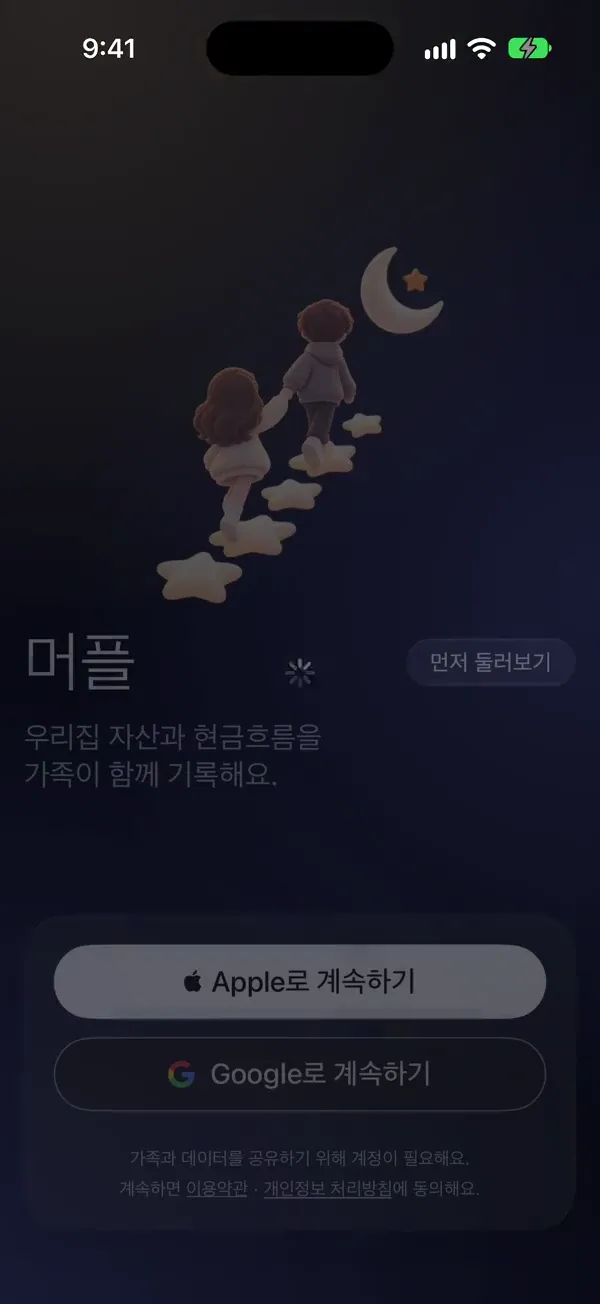 9:41
머플
먼저 둘러보기
우리집 자산과 현금흐름을
가족이 함께 기록해요.
Apple로 계속하기
Google로 계속하기
가족과 데이터를 공유하기 위해 계정이 필요해요.
계속하면 이용약관 · 개인정보 처리방침에 동의해요.